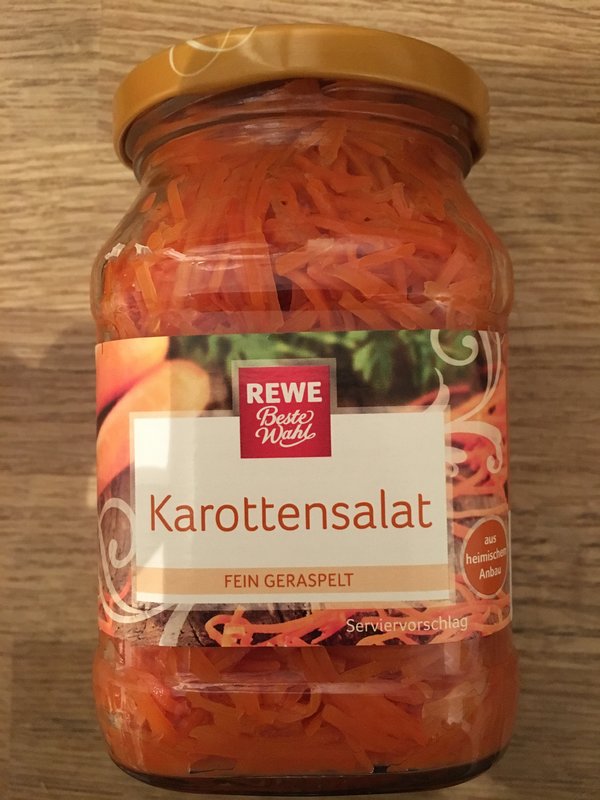 REWE
Beste
Wahl
Karottensalat
FEIN GERASPELT
aus
heimischem
Anbau
Serviervorschlag